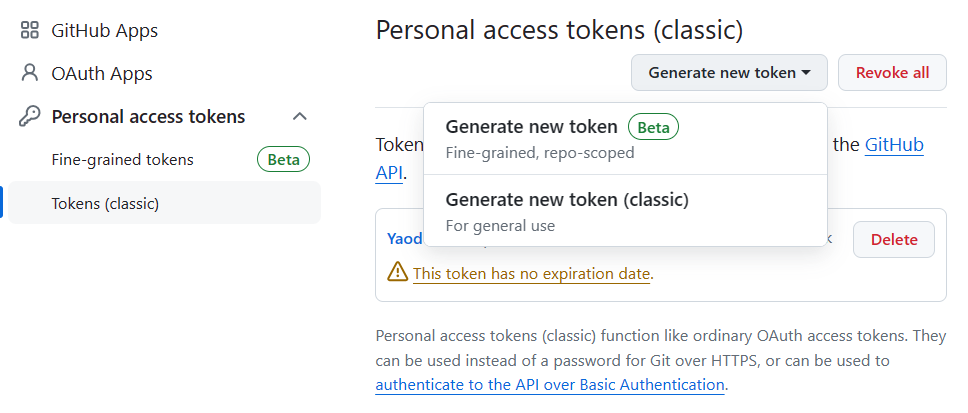 GitHub Apps
OAuth Apps
Personal access tokens
Fine-grained tokens Beta
Tokens (classic)
Personal access tokens (classic)
Generate new token Revoke all
Generate new token Beta
Fine-grained, repo-scoped
Generate new token (classic)
For general use
the GitHub
API.
Delete
This token has no expiration date.
Personal access tokens (classic) function like ordinary OAuth access tokens. They
can be used instead of a password for Git over HTTPS, or can be used to
authenticate to the API over Basic Authentication.